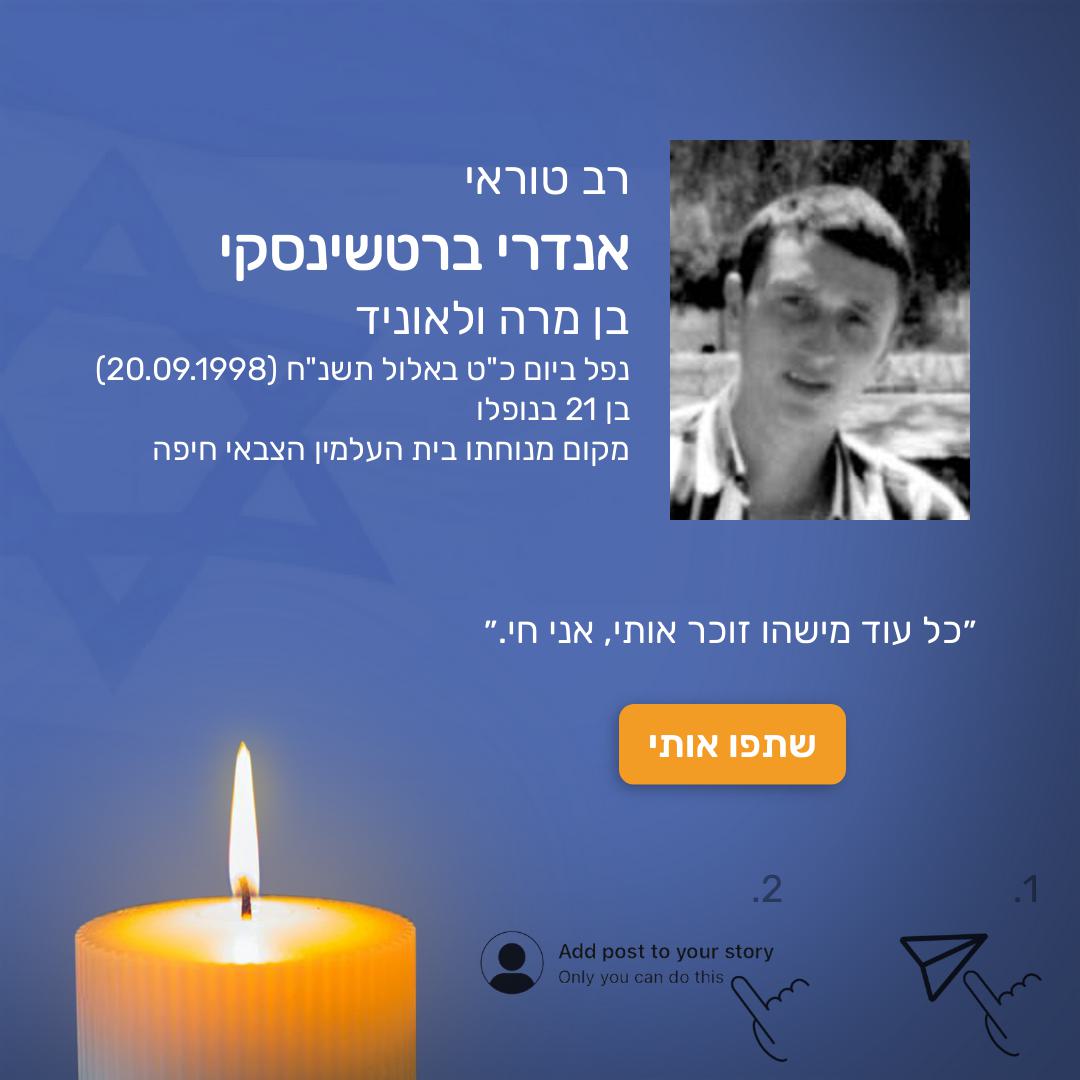 רב טוראי
אנדרי ברטשינסקי
בן מרה ולאוניד
נפל ביום כ"ט באלול תשנ"ח (20.09.1998)
בן 21 בנופלו
מקום מנוחתו בית העלמין הצבאי חיפה
״כל עוד מישהו זוכר אותי, אני חי.״
שתפו אותי
1.
2.
Add post to your story
Only you can do this